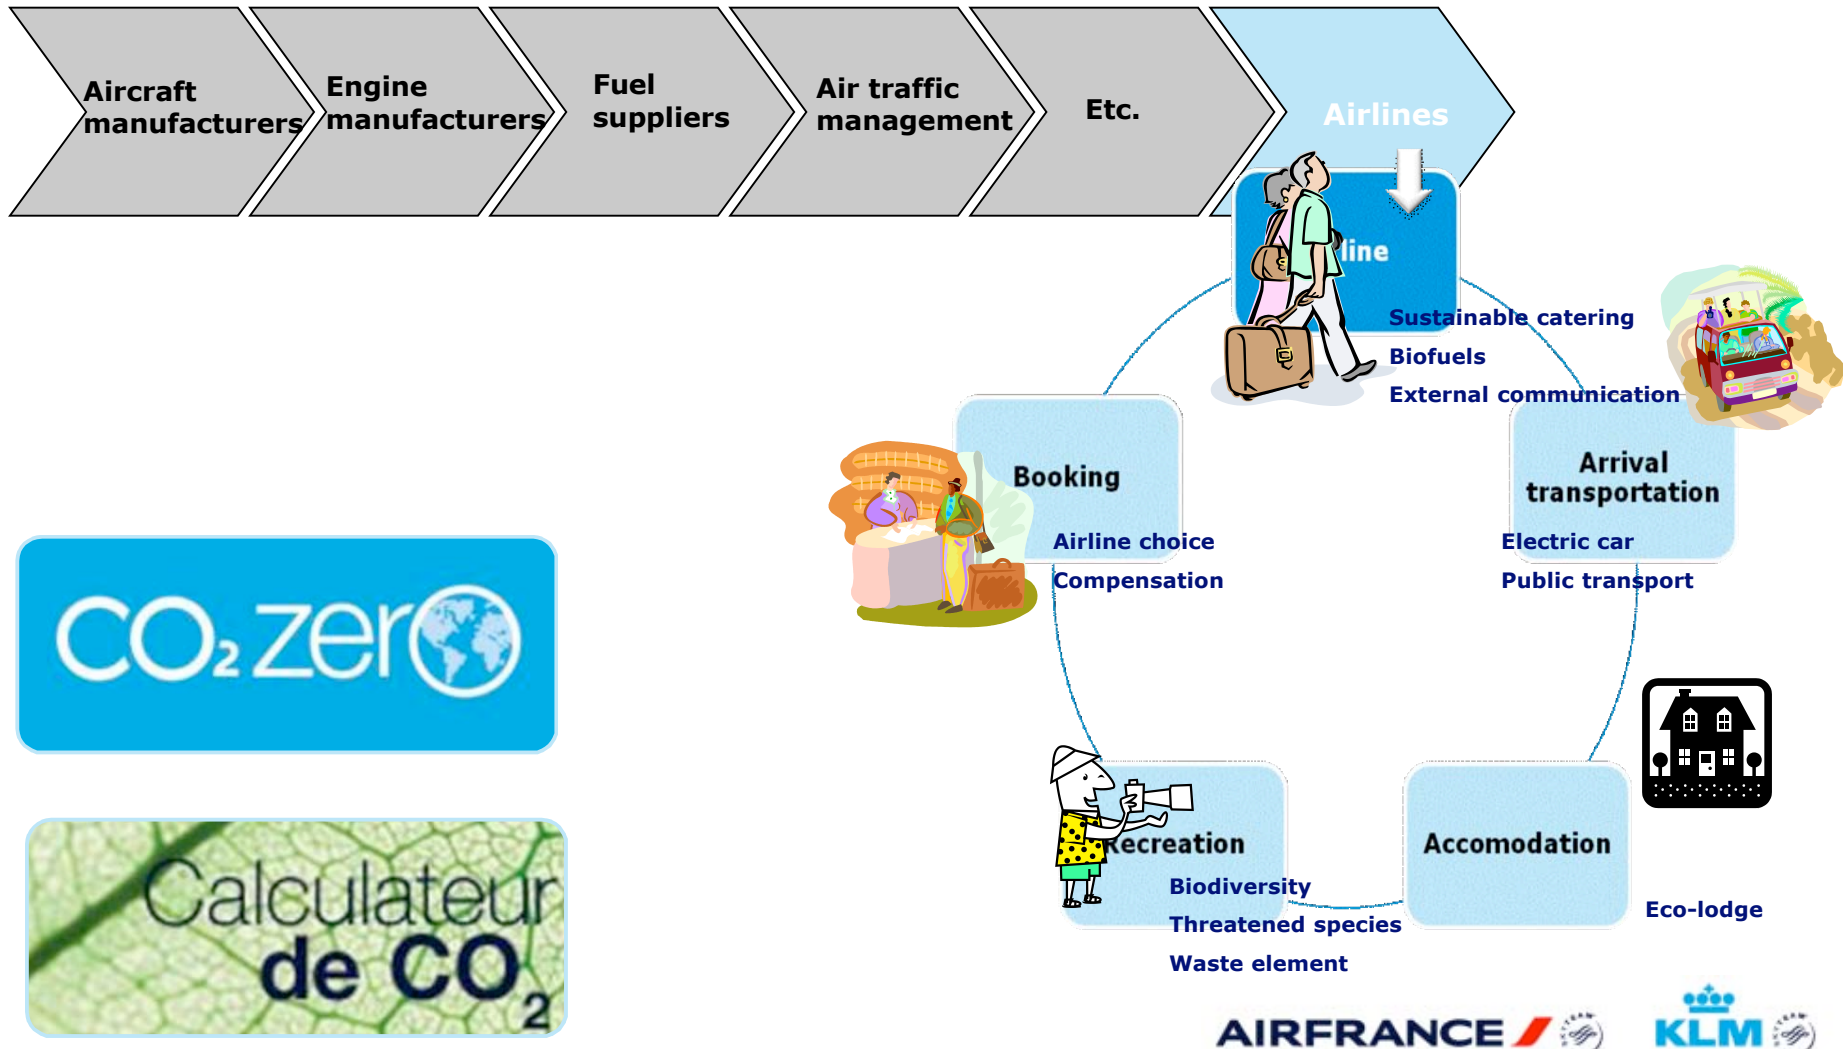 Aircraft
manufacturers
Engine
manufacturers
Fuel
suppliers
Air traffic
management
Etc.
Airlines
line
Sustainable catering
Biofuels
External communication
Booking
Airline choice
Compensation
Arrival
transportation
Electric car
Public transport
CO2 zero
Recreation
Biodiversity
Threatened species
Waste element
Accomodation
Eco-lodge
Calculateur
de CO2
AIRFRANCE
KLM